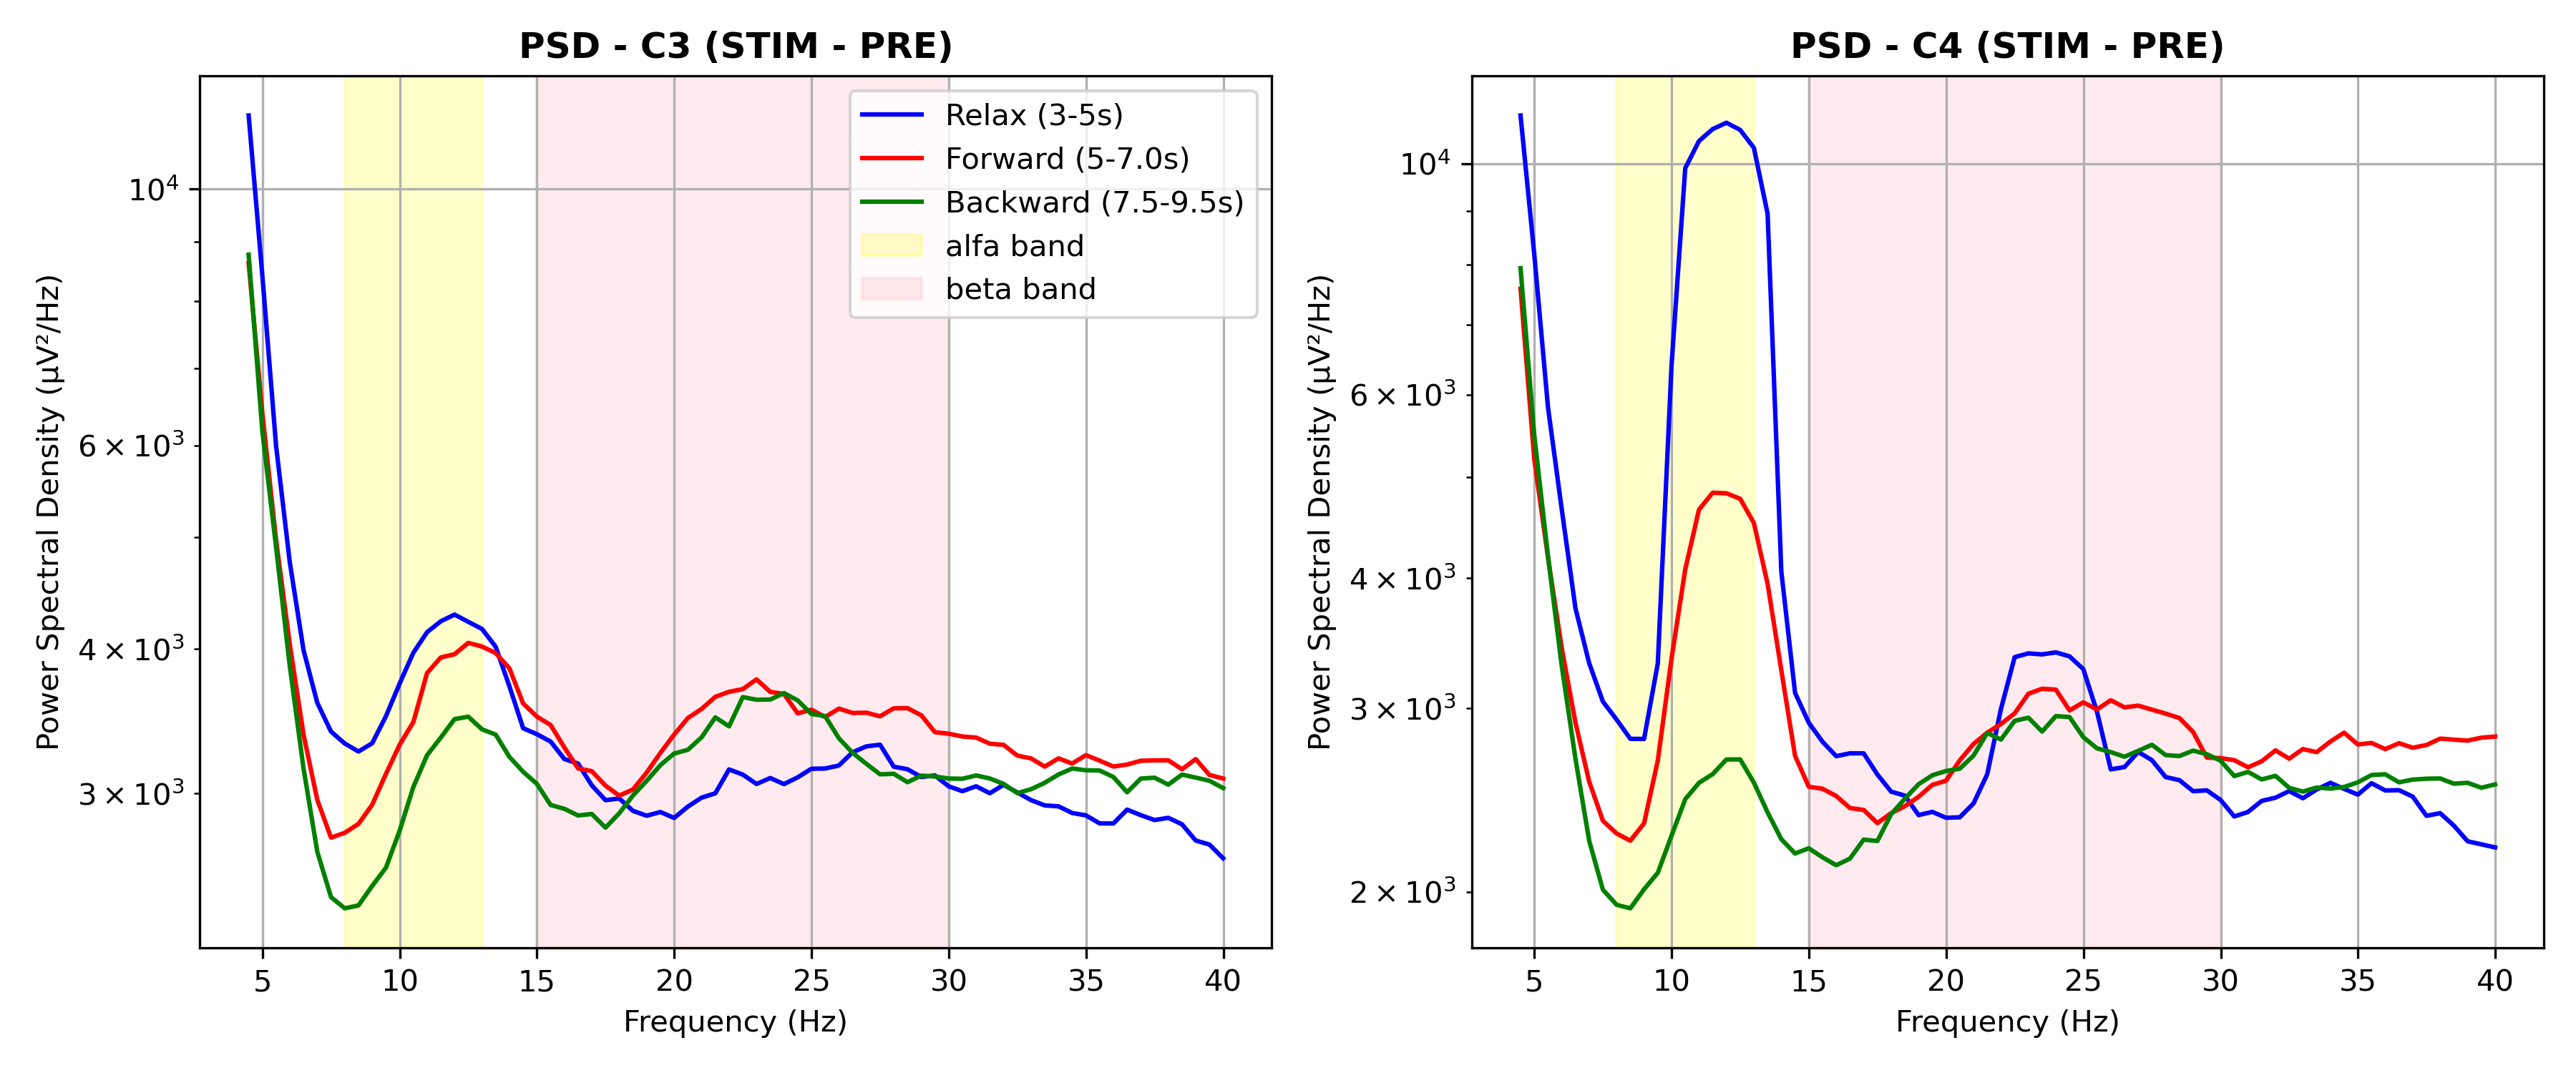 PSD - C3 (STIM - PRE)
Power Spectral Density (µV²/Hz)
10⁴
6 × 10³
4 × 10³
3 × 10³
Relax (3-5s)
Forward (5-7.0s)
Backward (7.5-9.5s)
alfa band
beta band
5 10 15 20 25 30 35 40
Frequency (Hz)
PSD - C4 (STIM - PRE)
Power Spectral Density (µV²/Hz)
10⁴
6 × 10³
4 × 10³
3 × 10³
2 × 10³
5 10 15 20 25 30 35 40
Frequency (Hz)